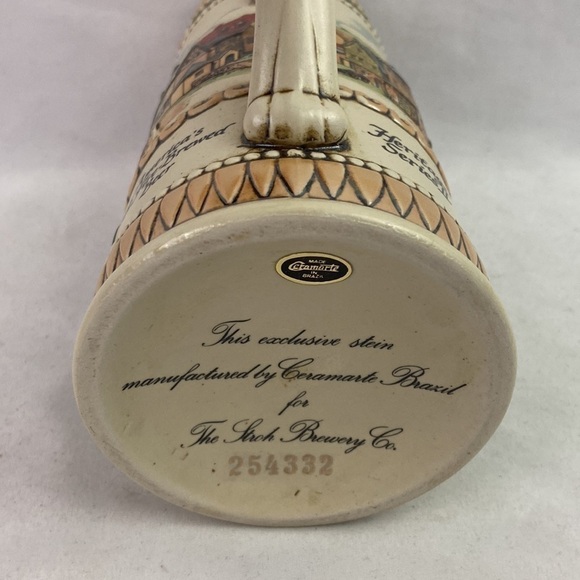 America's
Brewed
Beer
Heritage
Series
MADE
Ceramarte
IN
BRAZIL
This exclusive stein
manufactured by Ceramarte Brazil
for
The Stroh Brewery Co.
254332